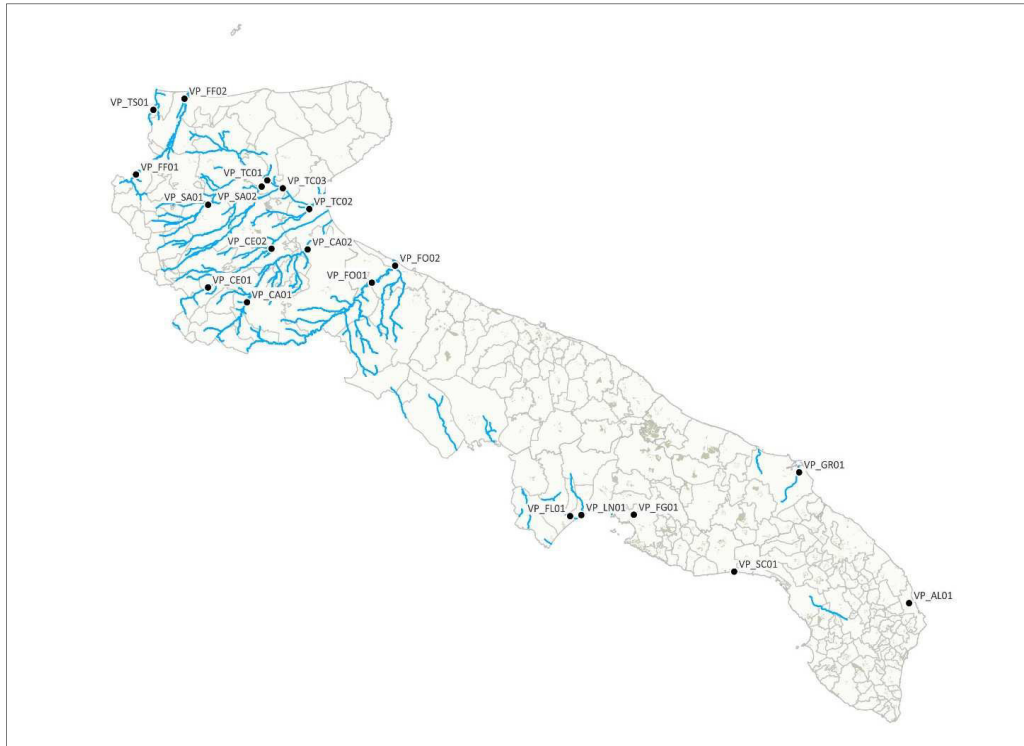 VP_FF02
VP_TS01
VP_FF01
VP_TC01
VP_TC03
VP_SA01
VP_SA02
VP_TC02
VP_CE02
VP_CA02
VP_FO02
VP_FO01
VP_CE01
VP_CA01
VP_GR01
VP_FL01
VP_LN01
VP_FG01
VP_SC01
VP_AL01